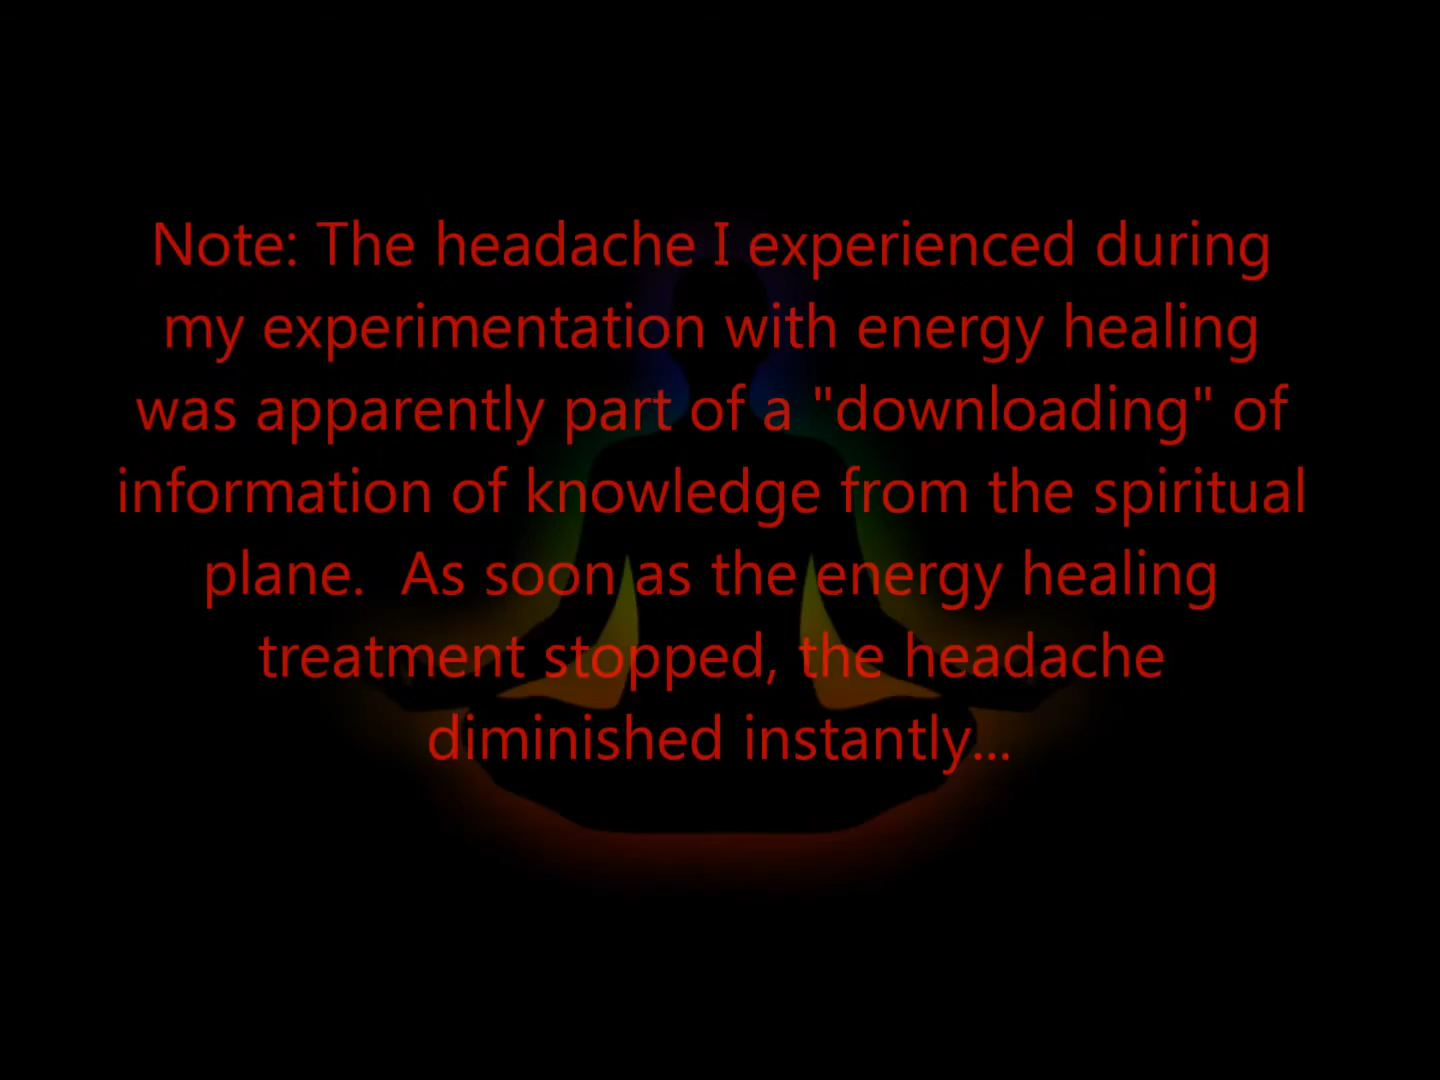 Note: The headache I experienced during
my experimentation with energy healing
was apparently part of a "downloading" of
information of knowledge from the spiritual
plane.  As soon as the energy healing
treatment stopped, the headache
diminished instantly...